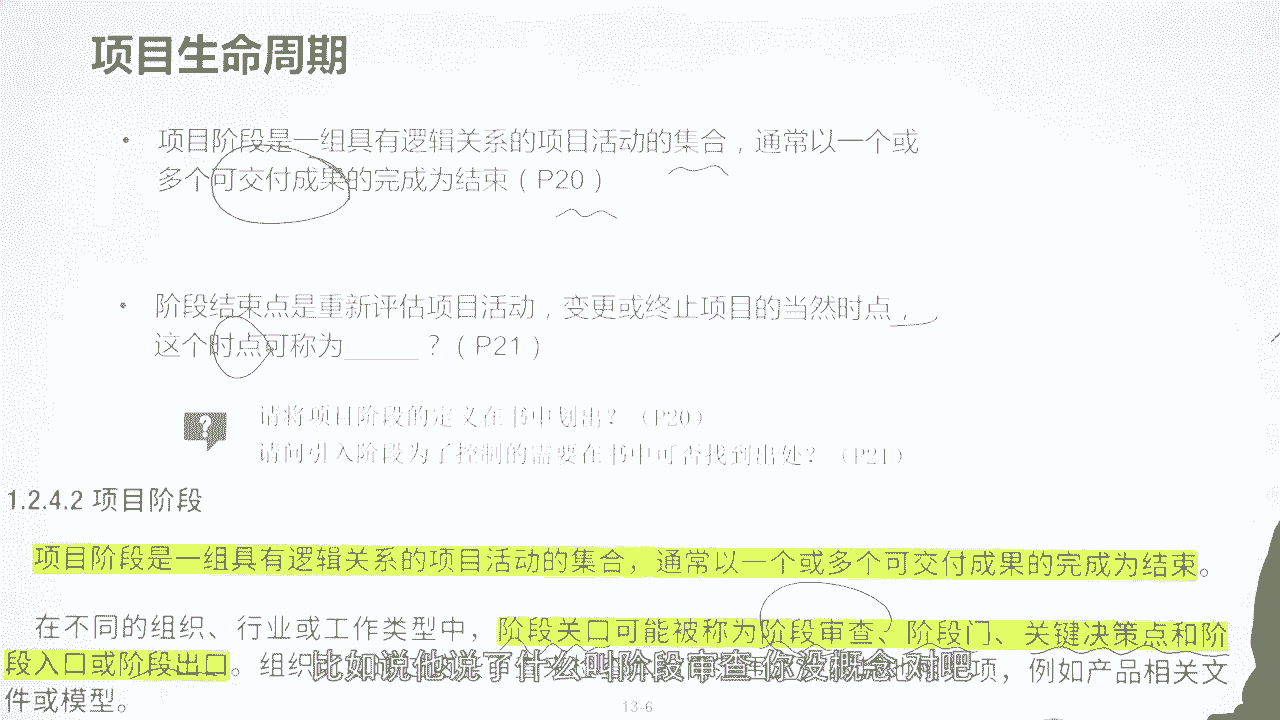 项目生命周期
• 项目阶段是一组具有逻辑关系的项目活动的集合，通常以一个或
多个可交付成果的完成为结束（P20）
• 阶段结束点是重新评估项目活动，变更或终止项目的当然时点，
这个时点可称为______？（P21）
?
请将项目阶段的定义在书中划出？（P20）
请问引入阶段为了控制的需要在书中可否找到出处？（P21）
1.2.4.2 项目阶段
项目阶段是一组具有逻辑关系的项目活动的集合，通常以一个或多个可交付成果的完成为结束。
在不同的组织、行业或工作类型中，阶段关口可能被称为阶段审查、阶段门、关键决策点和阶
段入口或阶段出口。组织 项，例如产品相关文
比如说他说了什么叫阶段审查 你没概念 对吧
件或模型。
13-6